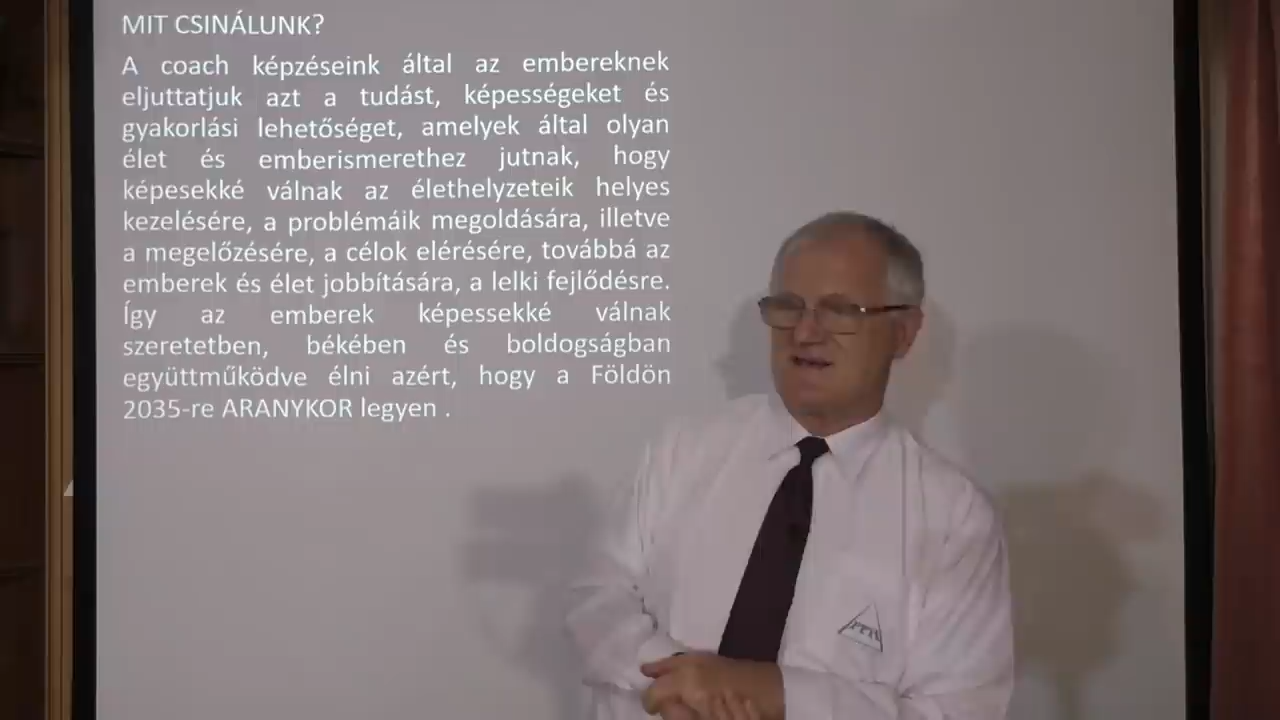 MIT CSINÁLUNK?
A coach képzéseink által az embereknek
eljuttatjuk azt a tudást, képességeket és
gyakorlási lehetőséget, amelyek által olyan
élet és emberismerethez jutnak, hogy
képesekké válnak az élethelyzeteik helyes
kezelésére, a problémáik megoldására, illetve
a megelőzésére, a célok elérésére, továbbá az
emberek és élet jobbítására, a lelki fejlődésre.
Így az emberek képessekké válnak
szeretetben, békében és boldogságban
együttműködve élni azért, hogy a Földön
2035-re ARANYKOR legyen .